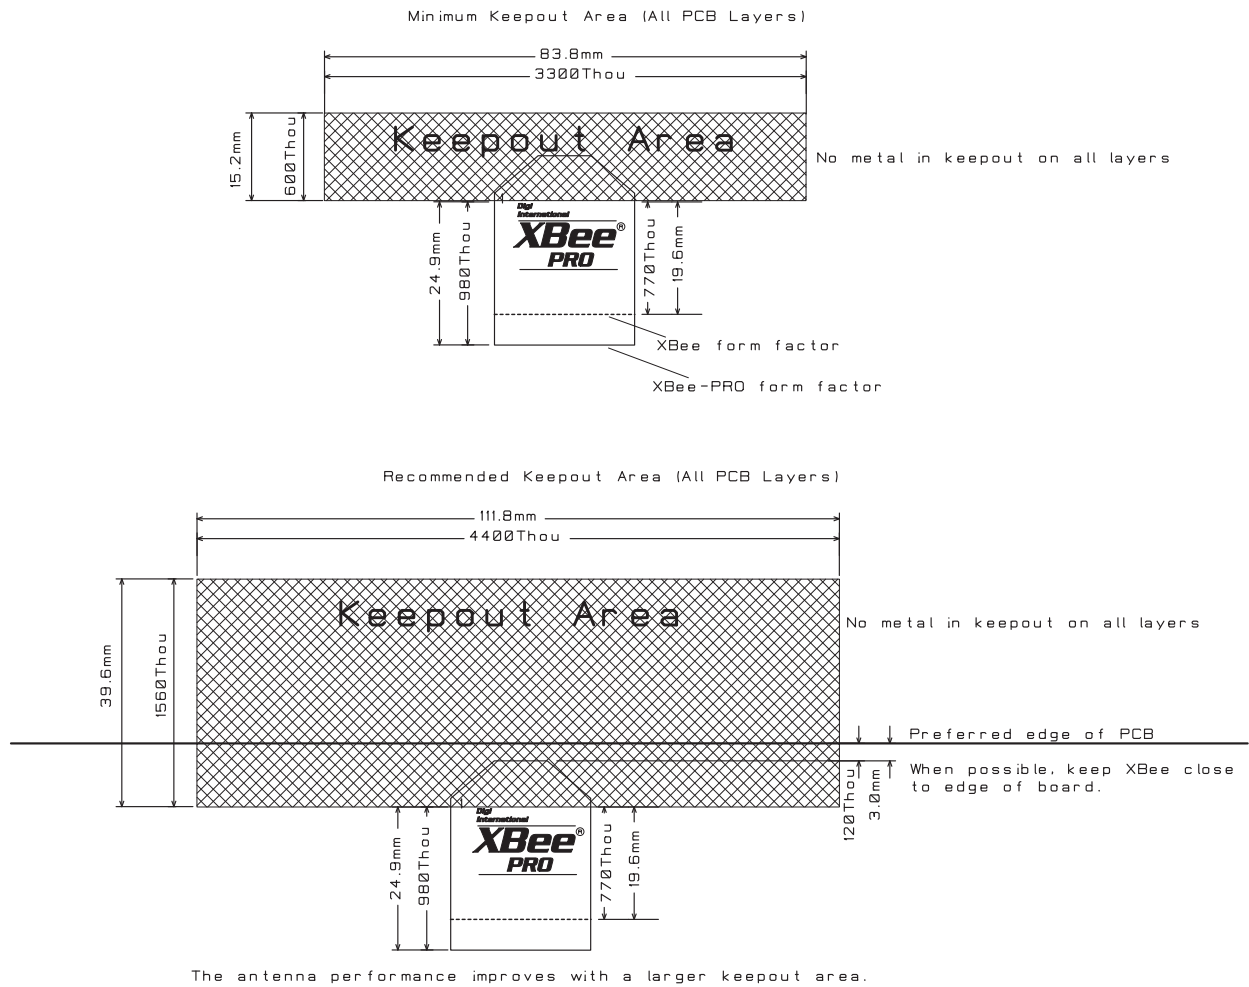 Minimum Keepout Area (All PCB Layers)
83.8mm
3300Thou
Keepout Area
15.2mm
600Thou
No metal in keepout on all layers
Digi
International
XBee®
PRO
24.9mm
980Thou
770Thou
19.6mm
XBee form factor
XBee-PRO form factor
Recommended Keepout Area (All PCB Layers)
111.8mm
4400Thou
Keepout Area
39.6mm
1560Thou
No metal in keepout on all layers
Preferred edge of PCB
When possible, keep XBee close
to edge of board.
120Thou
3.0mm
Digi
International
XBee®
PRO
24.9mm
980Thou
770Thou
19.6mm
The antenna performance improves with a larger keepout area.